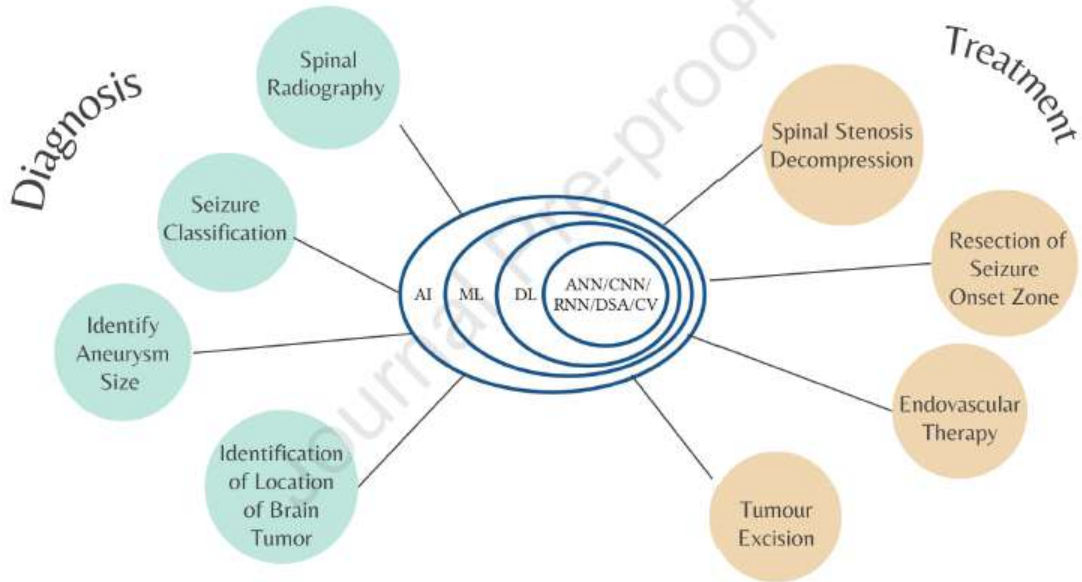 Diagnosis
Treatment
Spinal
Radiography
Seizure
Classification
Identify
Aneurysm
Size
Identification
of Location
of Brain
Tumor
AI
ML
DL
ANN/CNN/
RNN/DSA/CV
Spinal Stenosis
Decompression
Resection of
Seizure
Onset Zone
Endovascular
Therapy
Tumour
Excision
Journal Pre-proof